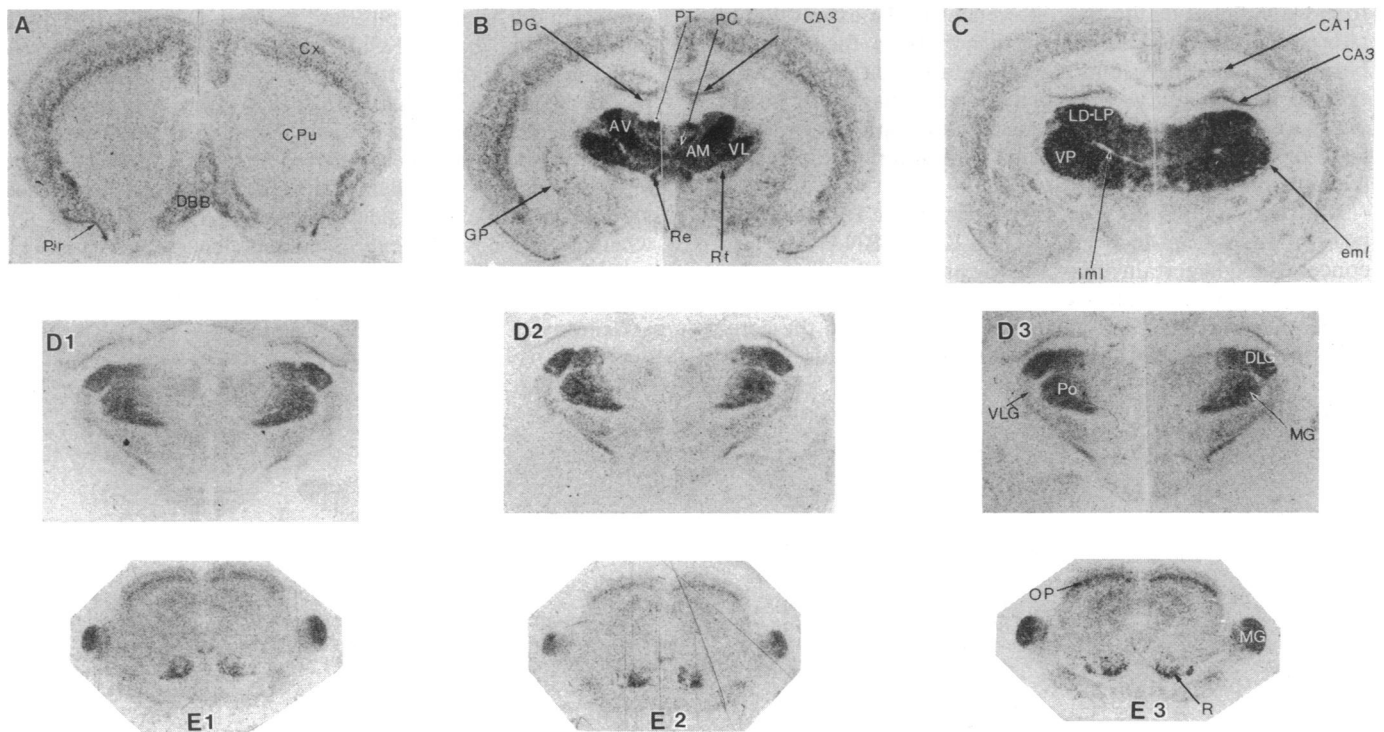 A
Cx
CPu
DBB
Pir
B
DG
PT
PC
CA3
AV
AM
VL
V
GP
Re
Rt
C
CA1
CA3
LD-LP
VP
iml
eml
D1
D2
D3
DLG
Po
VLG
MG
E1
E2
E3
OP
MG
R